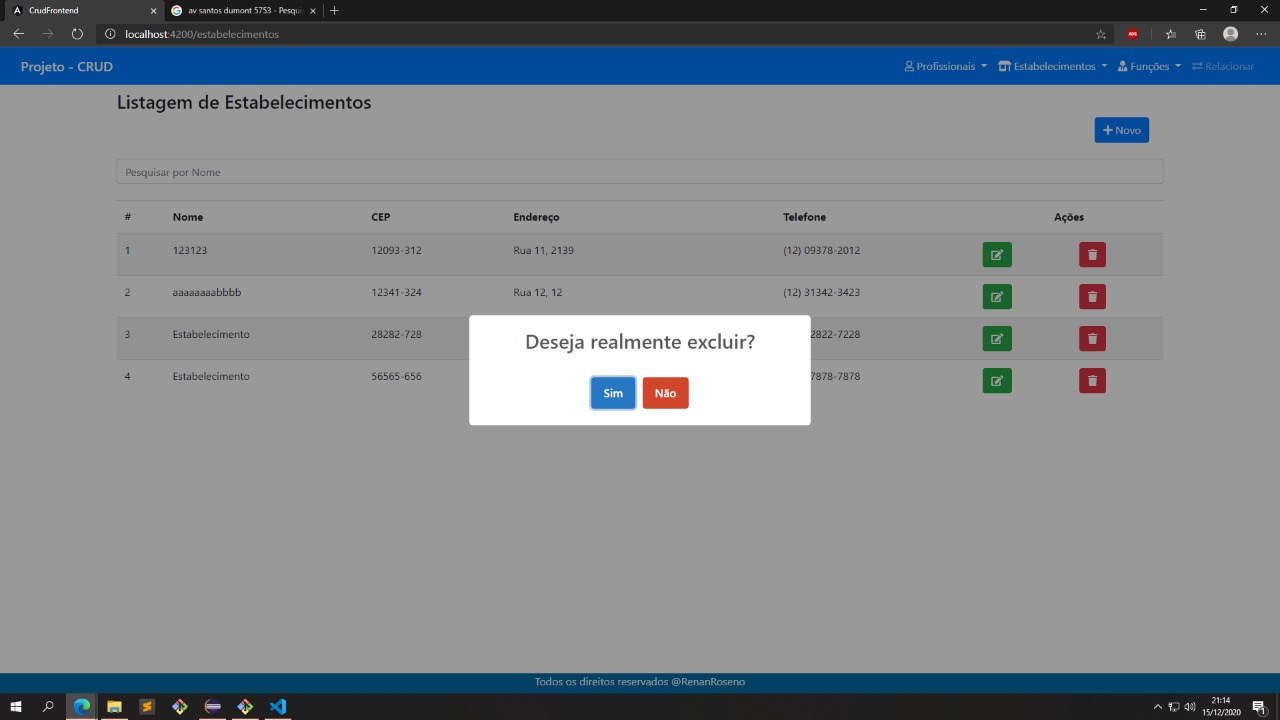 CrudFrontend
av santos dumont 5753 - Pesqui
localhost:4200/estabelecimentos
Projeto - CRUD
Profissionais
Estabelecimentos
Funções
Relacionar
Listagem de Estabelecimentos
Novo
Pesquisar por Nome
# Nome CEP Endereço Telefone Ações
1 123123 12093-312 Rua 11, 2139 (12) 09378-2012
2 aaaaaaaabbbb 12341-324 Rua 12, 12 (12) 31342-3423
3 Estabelecimento 28282-728 2822-7228
4 Estabelecimento 56565-656 7878-7878
Deseja realmente excluir?
Sim Não
Todos os direitos reservados @RenanRoseno
21:14
15/12/2020